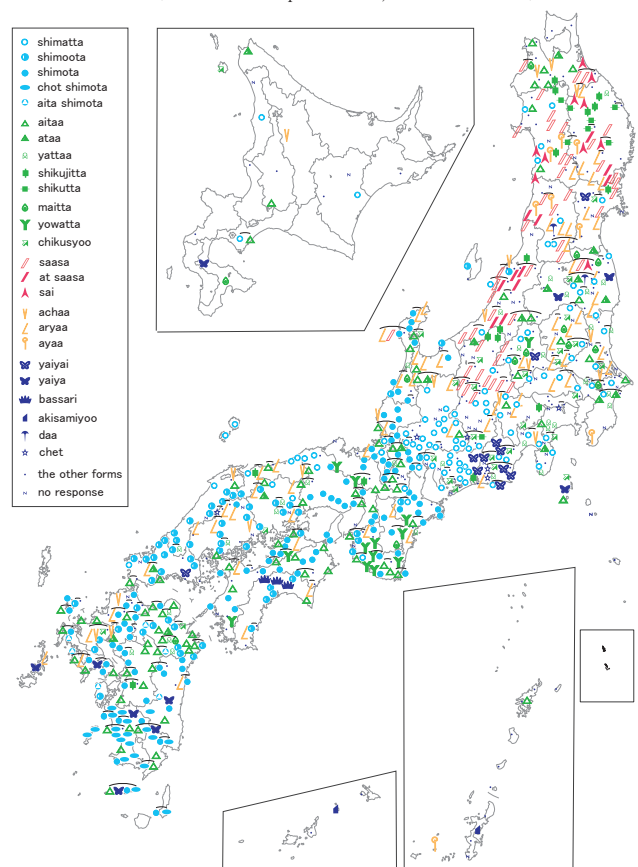 shimatta
shimoota
shimota
chot shimota
aita shimota
aitaa
ataa
yattaa
shikujitta
shikutta
maitta
yowatta
chikusyoo
saasa
at saasa
sai
achaa
aryaa
ayaa
yaiyai
yaiya
bassari
akisamiyoo
daa
chet
the other forms
N no response